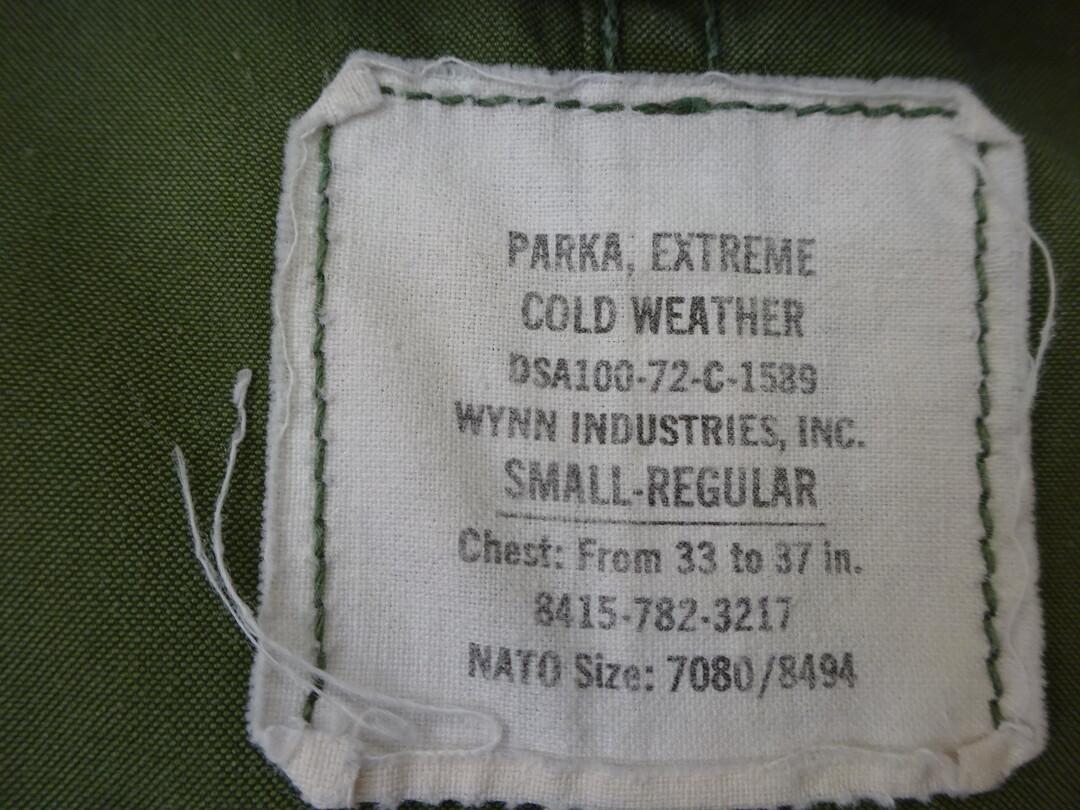 PARKA, EXTREME
COLD WEATHER
DSA100-72-C-1589
WYNN INDUSTRIES, INC.
SMALL-REGULAR
Chest: From 33 to 37 in.
8415-782-3217
NATO Size: 7080/8494